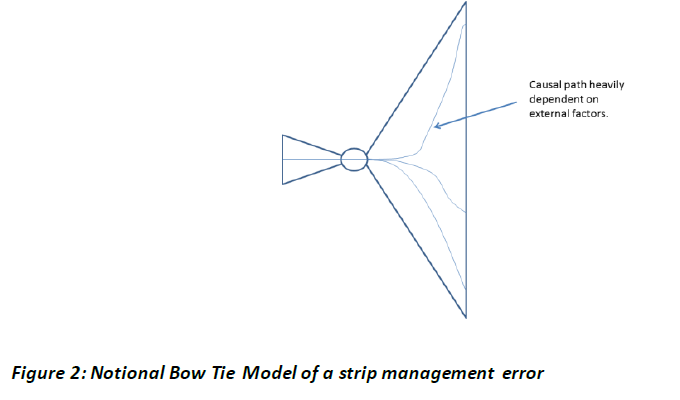 Causal path heavily
dependent on
external factors.
Figure 2: Notional Bow Tie Model of a strip management error